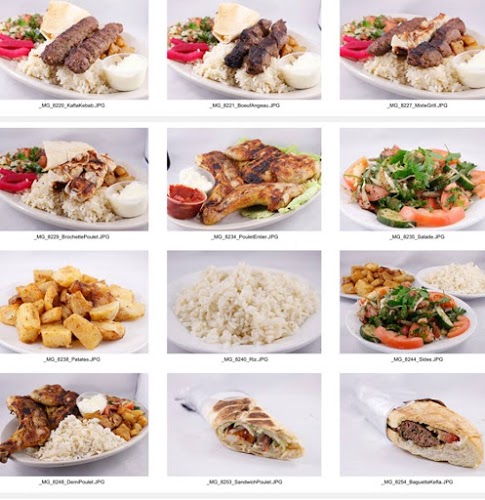 _MG_8220_KaftaKebab.JPG
_MG_8221_BoeufAngeau.JPG
_MG_8227_MixteGrill.JPG
_MG_8229_BrochettePoulet.JPG
_MG_8234_PouletEntier.JPG
_MG_8235_Salade.JPG
_MG_8238_Patates.JPG
_MG_8240_Riz.JPG
_MG_8244_Sides.JPG
_MG_8248_DemiPoulet.JPG
_MG_8253_SandwichPoulet.JPG
_MG_8254_BaguetteKefta.JPG